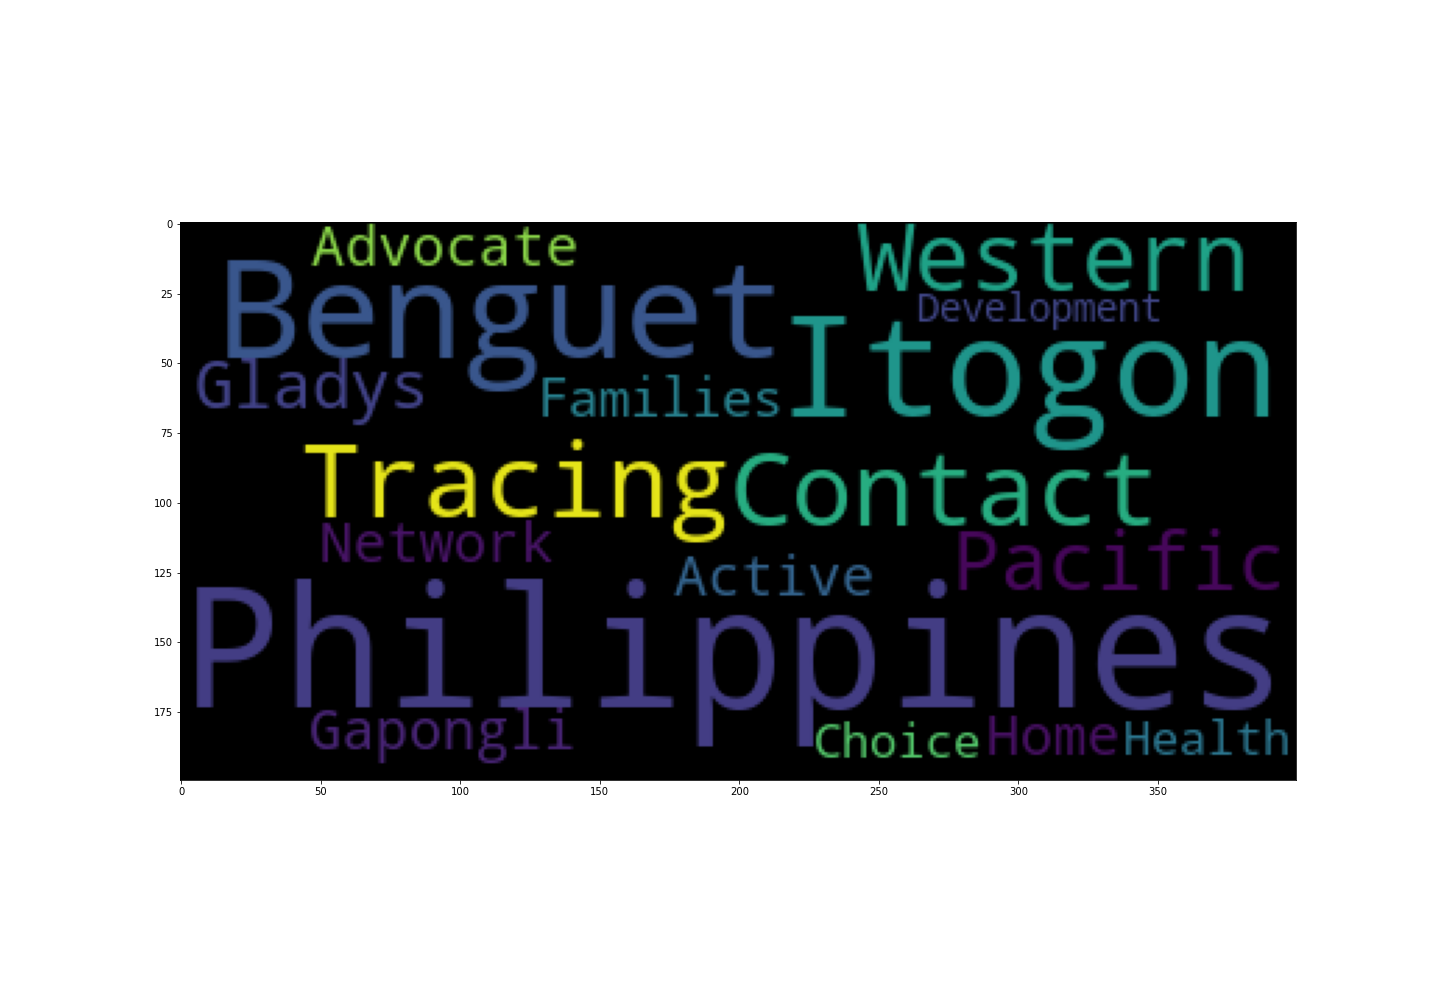 Advocate
Western
Benguet
Development
Itogon
Gladys
Families
Tracing
Contact
Network
Active
Pacific
Philippines
Gapongli
Choice
Home
Health
0
25
50
75
100
125
150
175
0 50 100 150 200 250 300 350